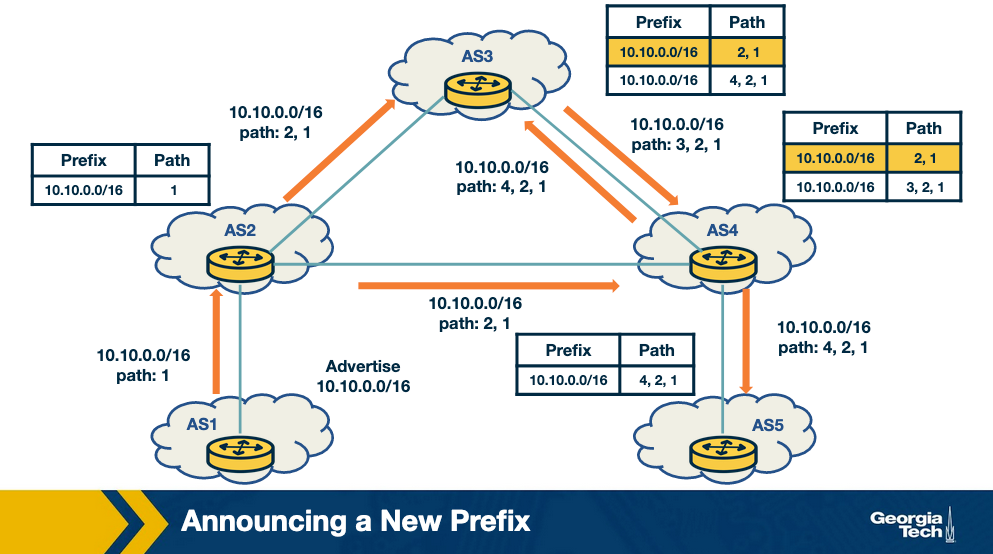 Prefix Path
10.10.0.0/16 2, 1
10.10.0.0/16 4, 2, 1
AS3
10.10.0.0/16
path: 2, 1
10.10.0.0/16
path: 3, 2, 1
Prefix Path
10.10.0.0/16 2, 1
10.10.0.0/16 3, 2, 1
Prefix Path
10.10.0.0/16 1
10.10.0.0/16
path: 4, 2, 1
AS2
AS4
10.10.0.0/16
path: 2, 1
10.10.0.0/16
path: 4, 2, 1
10.10.0.0/16
path: 1
Advertise
10.10.0.0/16
Prefix Path
10.10.0.0/16 4, 2, 1
AS1
AS5
Announcing a New Prefix
Georgia
Tech